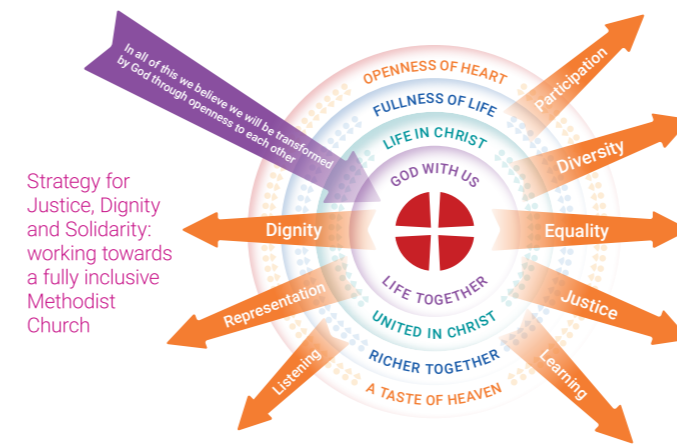 In all of this we believe we will be transformed
by God through openness to each other
Strategy for
Justice, Dignity
and Solidarity:
working towards
a fully inclusive
Methodist
Church
OPENNESS OF HEART
FULLNESS OF LIFE
LIFE IN CHRIST
GOD WITH US
LIFE TOGETHER
UNITED IN CHRIST
RICHER TOGETHER
A TASTE OF HEAVEN
Participation
Diversity
Equality
Justice
Learning
Dignity
Representation
Listening